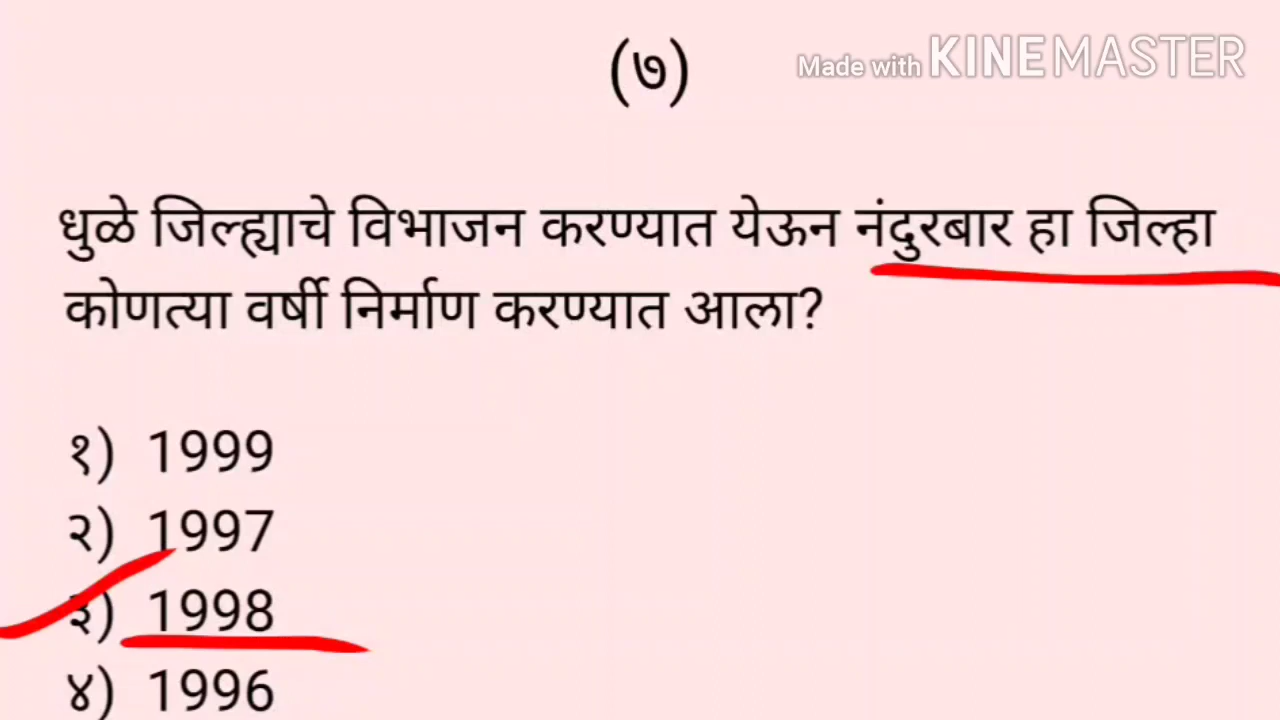 (७)
Made with KINEMASTER
धुळे जिल्ह्याचे विभाजन करण्यात येऊन नंदुरबार हा जिल्हा
कोणत्या वर्षी निर्माण करण्यात आला?
१) 1999
२) 1997
३) 1998
४) 1996